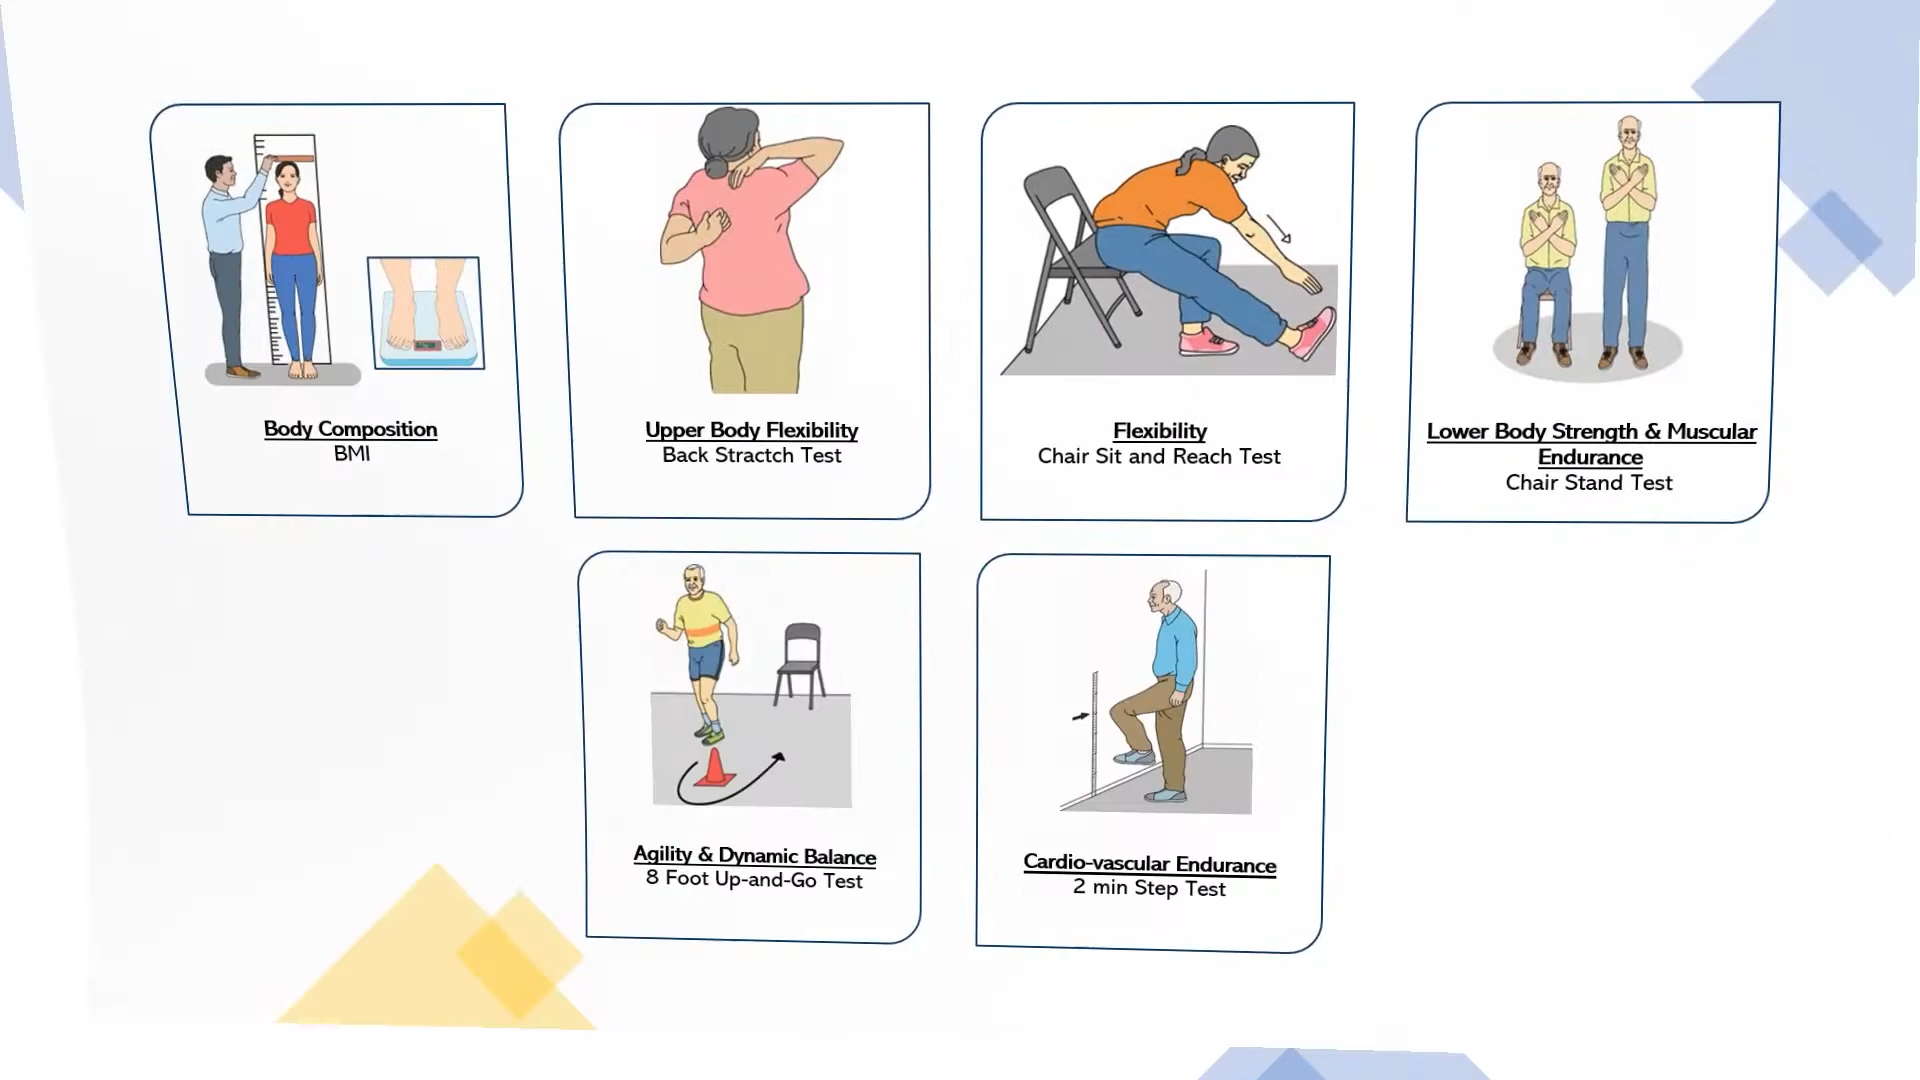 Body Composition
BMI
Upper Body Flexibility
Back Stractch Test
Flexibility
Chair Sit and Reach Test
Lower Body Strength & Muscular
Endurance
Chair Stand Test
Agility & Dynamic Balance
8 Foot Up-and-Go Test
Cardio-vascular Endurance
2 min Step Test